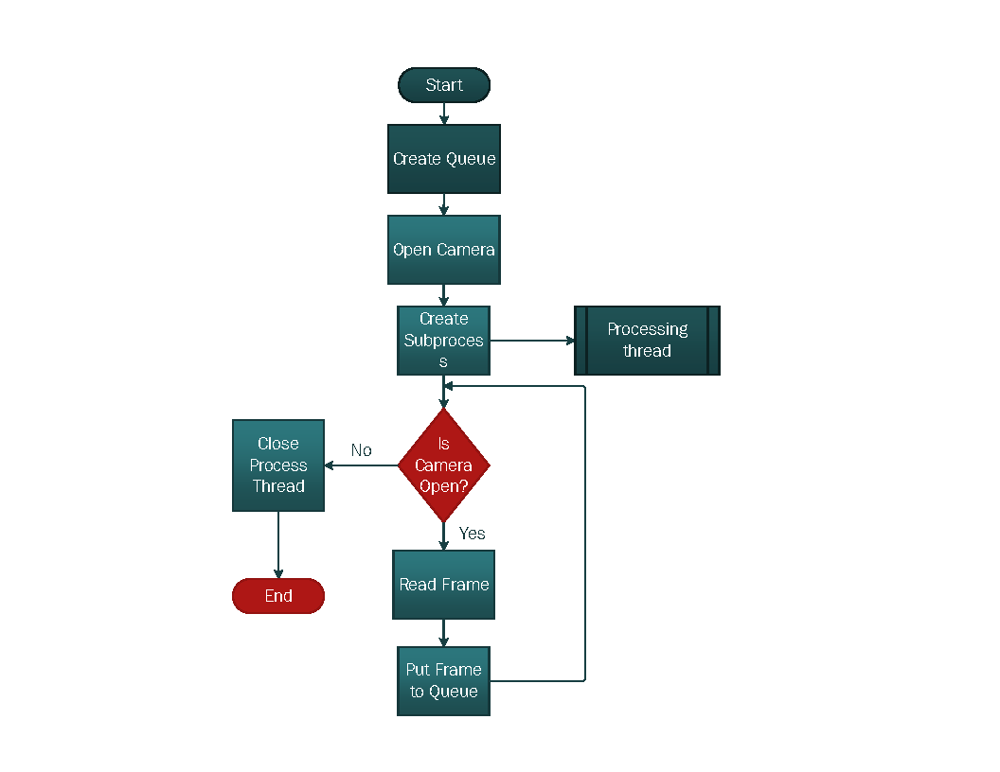 Start
Create Queue
Open Camera
Create
Subproces
s
Processing
thread
Close
Process
Thread
No
Is
Camera
Open?
Yes
Read Frame
End
Put Frame
to Queue